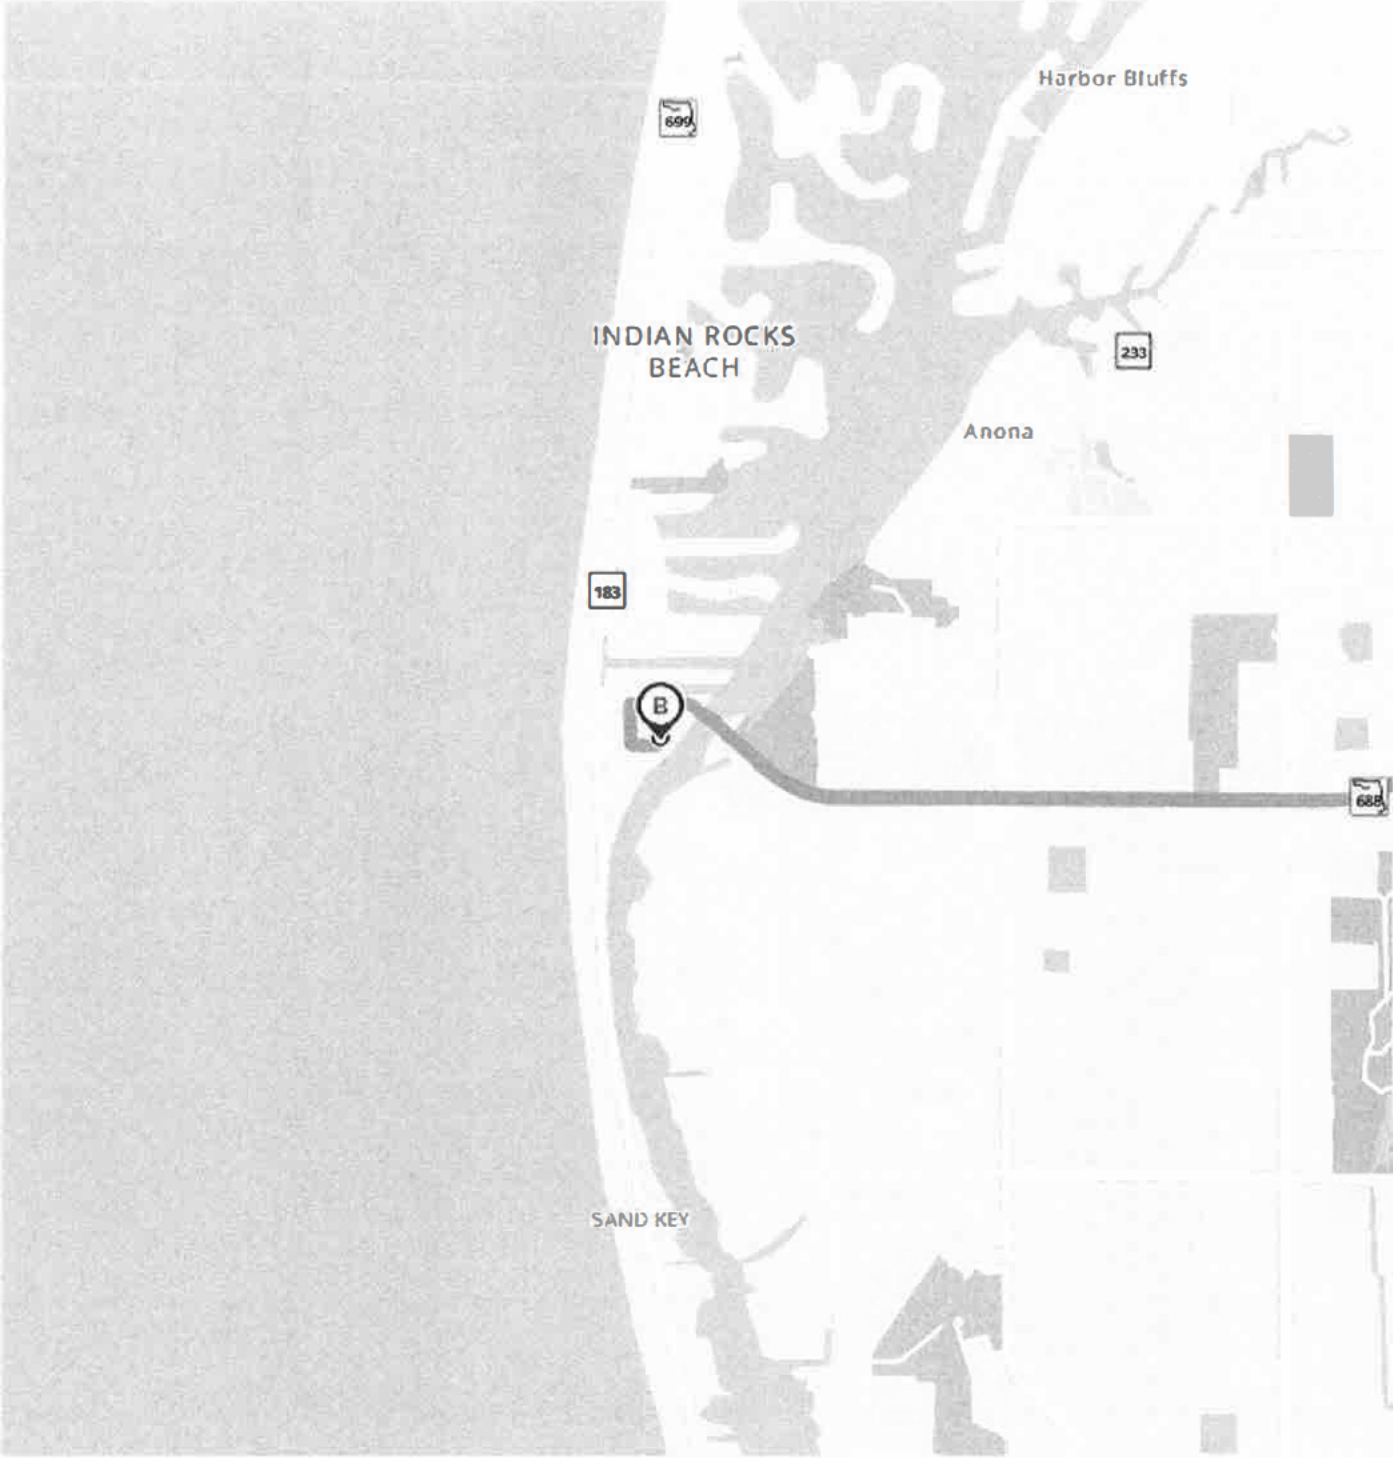 Harbor Bluffs
699
INDIAN ROCKS
BEACH
233
Anona
183
B
688
SAND KEY